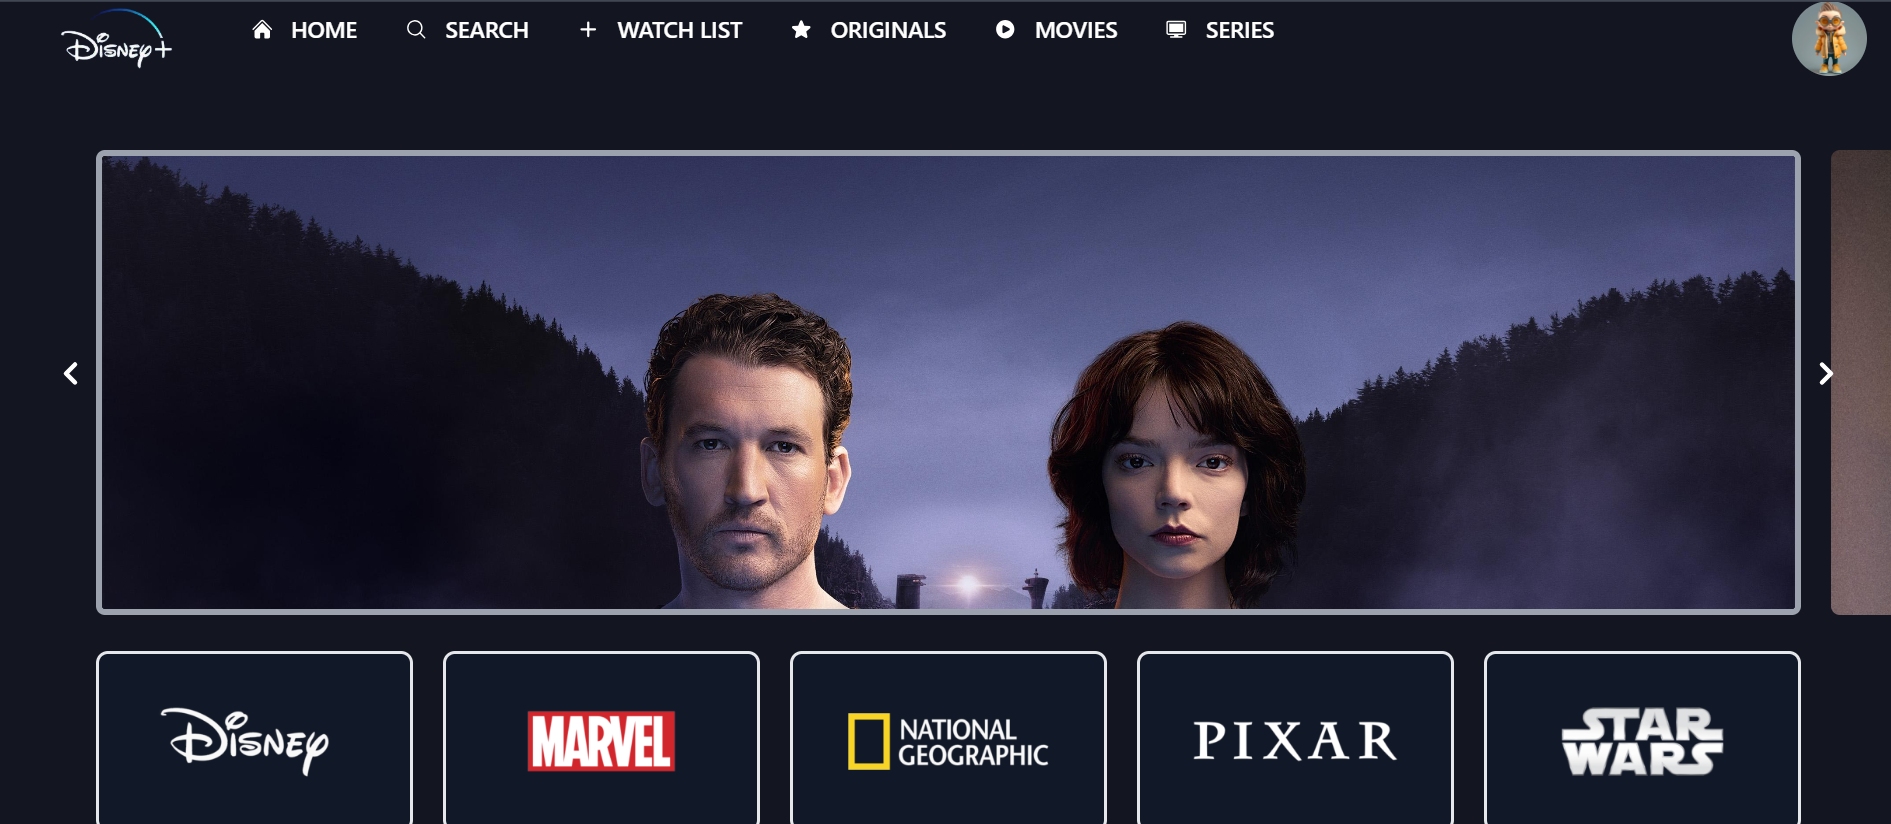 Disney+
HOME
SEARCH
WATCH LIST
ORIGINALS
MOVIES
SERIES
Disney
MARVEL
NATIONAL
GEOGRAPHIC
PIXAR
STAR
WARS